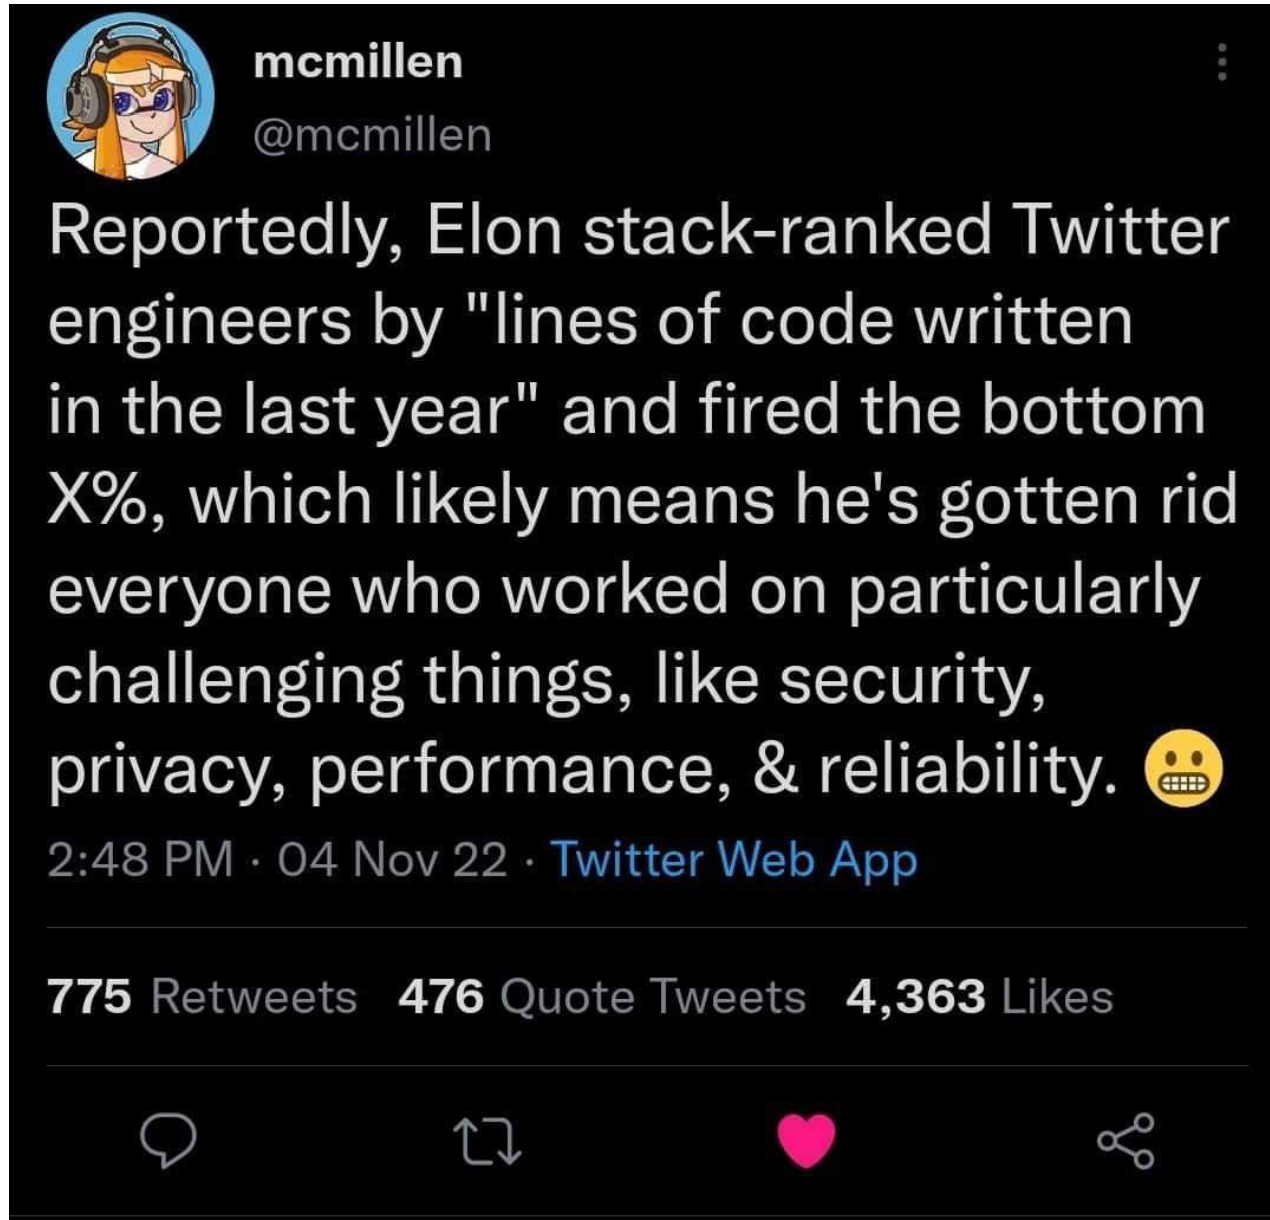 mcmillen
@mcmillen
Reportedly, Elon stack-ranked Twitter
engineers by "lines of code written
in the last year" and fired the bottom
X%, which likely means he's gotten rid
everyone who worked on particularly
challenging things, like security,
privacy, performance, & reliability. 😬
2:48 PM · 04 Nov 22 · Twitter Web App
775 Retweets 476 Quote Tweets 4,363 Likes